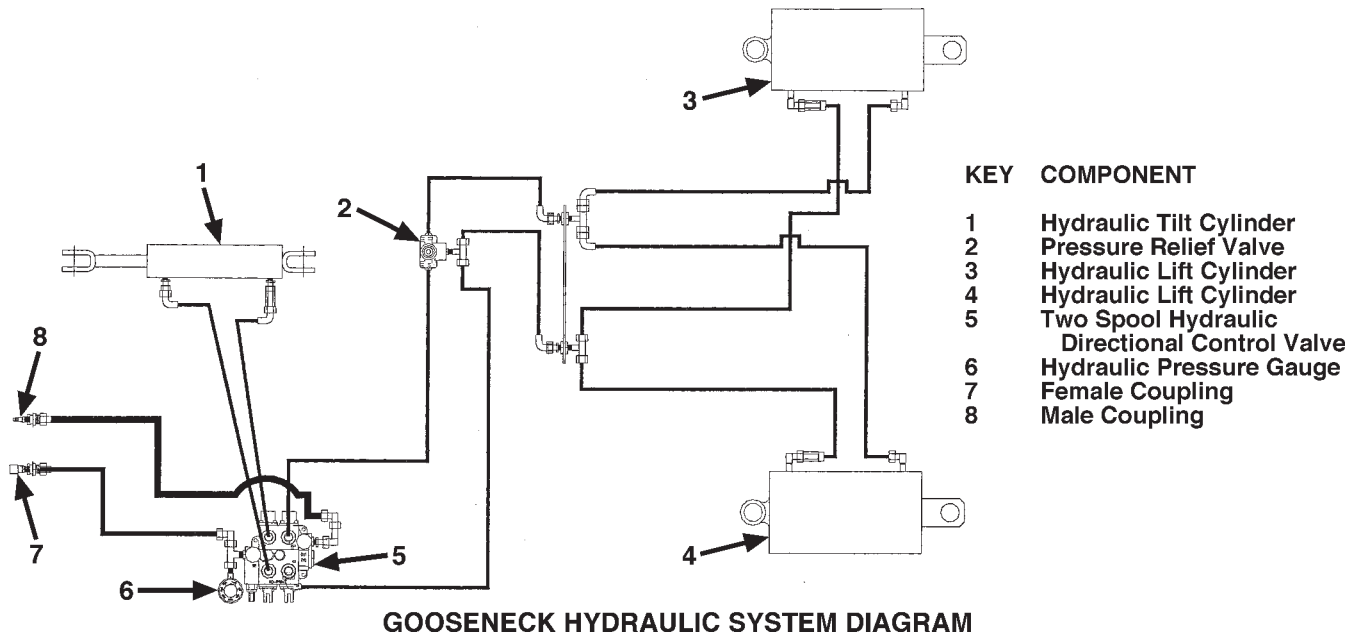 3
1
2
8
7
6
5
4
KEY COMPONENT
1 Hydraulic Tilt Cylinder
2 Pressure Relief Valve
3 Hydraulic Lift Cylinder
4 Hydraulic Lift Cylinder
5 Two Spool Hydraulic
Directional Control Valve
6 Hydraulic Pressure Gauge
7 Female Coupling
8 Male Coupling
GOOSENECK HYDRAULIC SYSTEM DIAGRAM